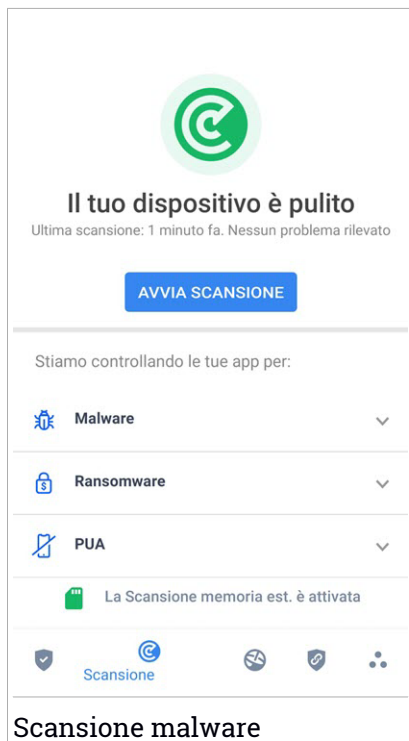 Il tuo dispositivo è pulito
Ultima scansione: 1 minuto fa. Nessun problema rilevato
AVVIA SCANSIONE
Stiamo controllando le tue app per:
Malware
Ransomware
PUA
La Scansione memoria est. è attivata
Scansione
Scansione malware